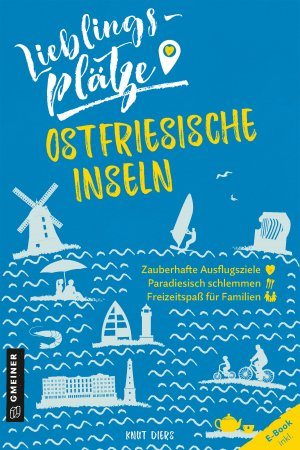 Lieblings-
plätze
OSTFRIESISCHE
INSELN
Zauberhafte Ausflugsziele
Paradiesisch schlemmen
Freizeitspaß für Familien
GMEINER
E-Book
inkl.
KNUT DIERS